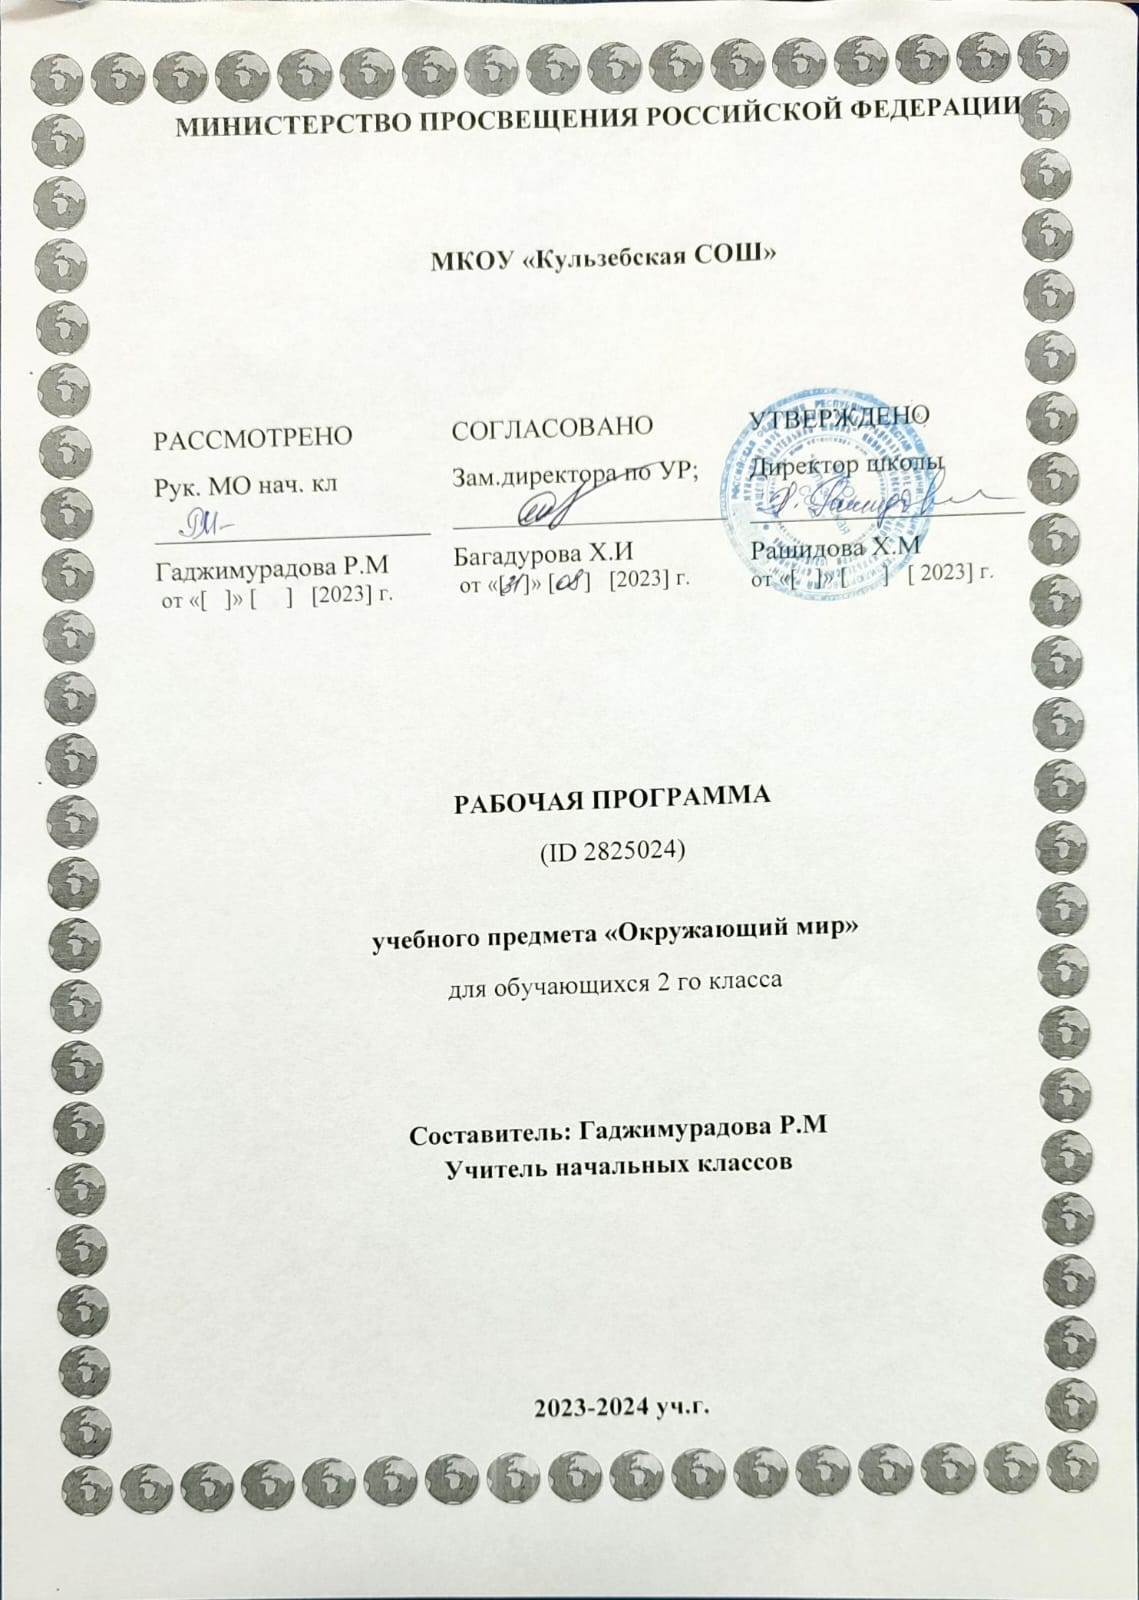 МИНИСТЕРСТВО ПРОСВЕЩЕНИЯ РОССИЙСКОЙ ФЕДЕРАЦИИ
МКОУ «Кульзебская СОШ»
РАССМОТРЕНО
Рук. МО нач. кл
Гаджимурадова Р.М
от «[ ]» [ ] [2023] г.
СОГЛАСОВАНО
Зам.директора по УР;
Багадурова Х.И
от «[31]» [08] [2023] г.
УТВЕРЖДЕНО
Директор школы
Рашидова Х.М
от «[ ]» [ ] [ 2023] г.
РАБОЧАЯ ПРОГРАММА
(ID 2825024)
учебного предмета «Окружающий мир»
для обучающихся 2 го класса
Составитель: Гаджимурадова Р.М
Учитель начальных классов
2023-2024 уч.г.